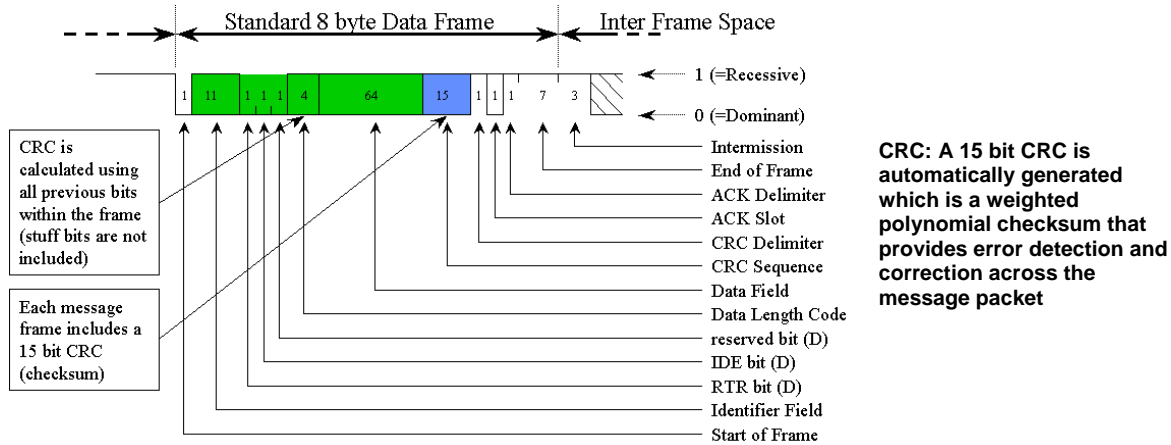 Standard 8 byte Data Frame
Inter Frame Space
1 (=Recessive)
0 (=Dominant)
1
11
1
1
1
4
64
15
1
1
1
7
3
CRC is
calculated using
all previous bits
within the frame
(stuff bits are not
included)
Each message
frame includes a
15 bit CRC
(checksum)
Intermission
End of Frame
ACK Delimiter
ACK Slot
CRC Delimiter
CRC Sequence
Data Field
Data Length Code
reserved bit (D)
IDE bit (D)
RTR bit (D)
Identifier Field
Start of Frame
CRC: A 15 bit CRC is
automatically generated
which is a weighted
polynomial checksum that
provides error detection and
correction across the
message packet